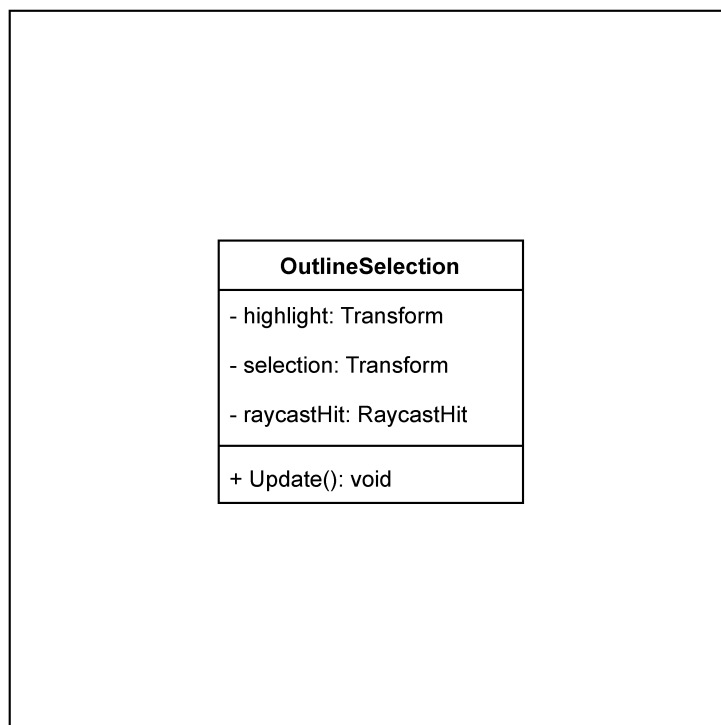 OutlineSelection
- highlight: Transform
- selection: Transform
- raycastHit: RaycastHit
+ Update(): void